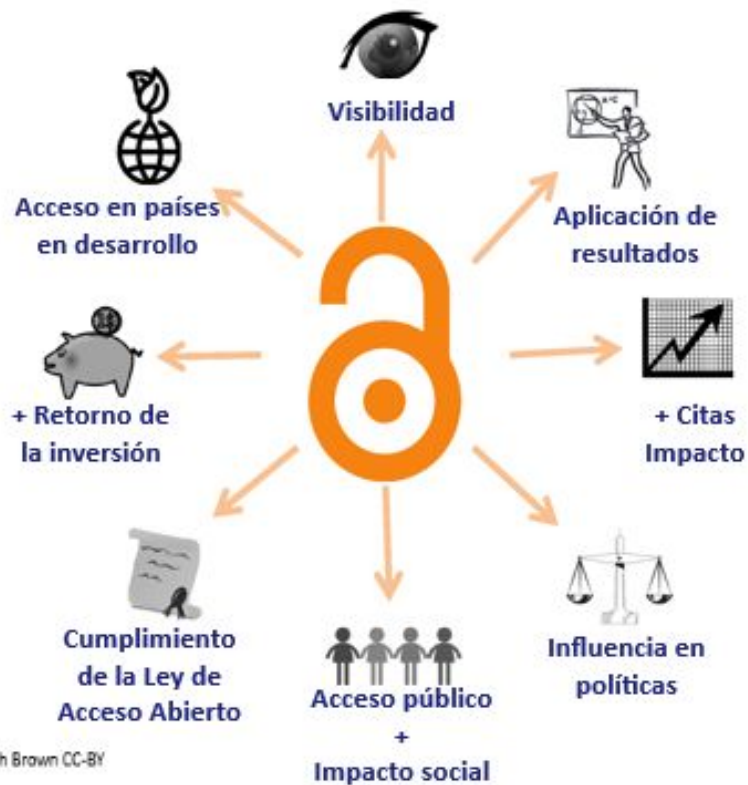 Visibilidad
Aplicación de
resultados
+ Citas
Impacto
Influencia en
políticas
Acceso público
+
Impacto social
Cumplimiento
de la Ley de
Acceso Abierto
+ Retorno de
la inversión
Acceso en países
en desarrollo
h Brown CC-BY